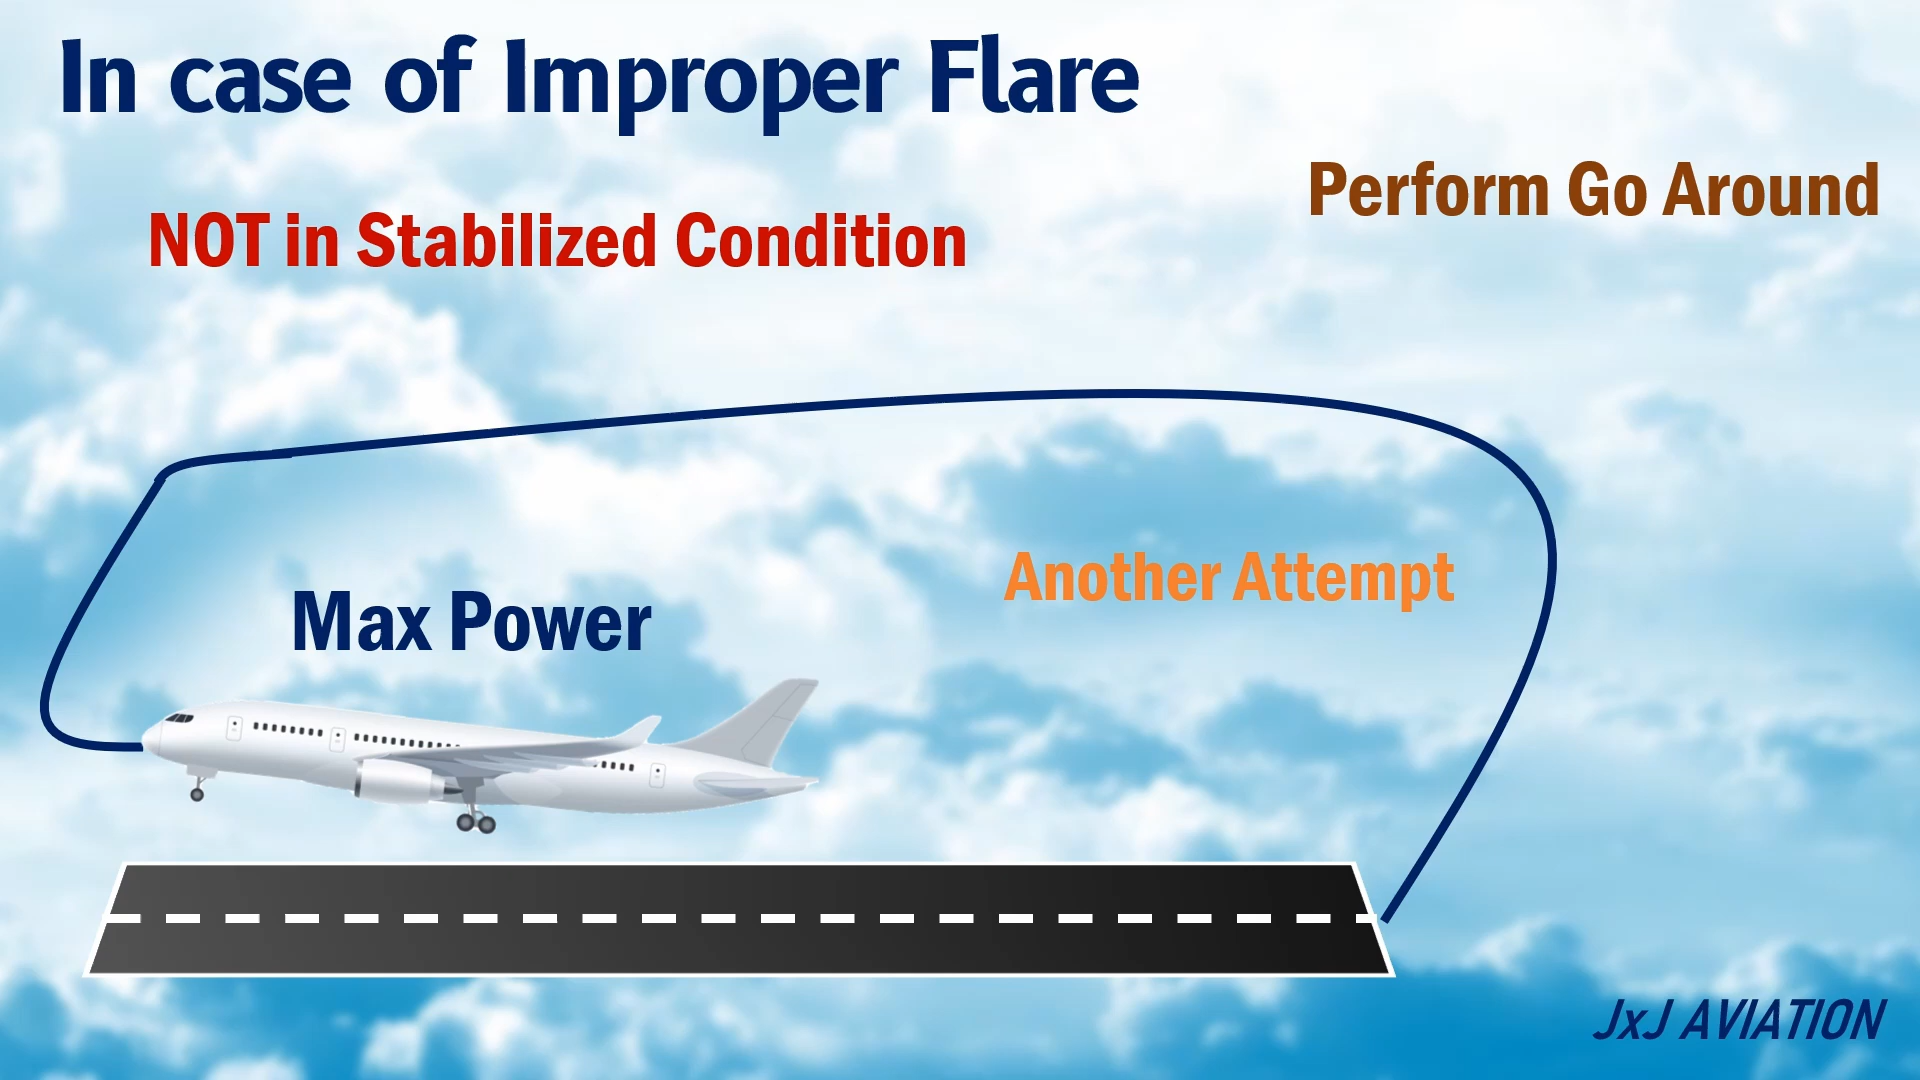 In case of Improper Flare
Perform Go Around
NOT in Stabilized Condition
Another Attempt
Max Power
JxJ AVIATION